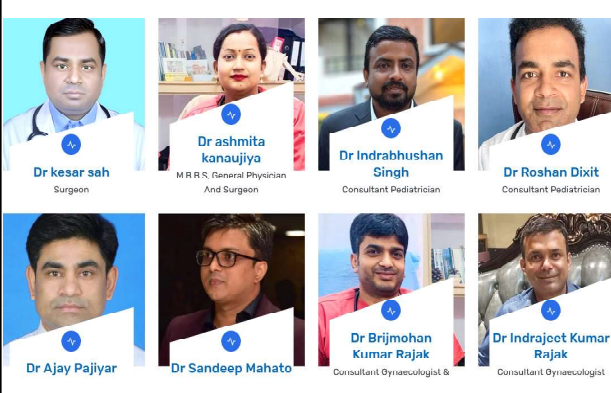 Dr kesar sah
Surgeon
Dr ashmita
kanaujiya
M.B.B.S, General Physician
And Surgeon
Dr Indrabhushan
Singh
Consultant Pediatrician
Dr Roshan Dixit
Consultant Pediatrician
Dr Ajay Pajiyar
Dr Sandeep Mahato
Dr Brijmohan
Kumar Rajak
Consultant Gynaecologist &
Dr Indrajeet Kumar
Rajak
Consultant Gynaecologist